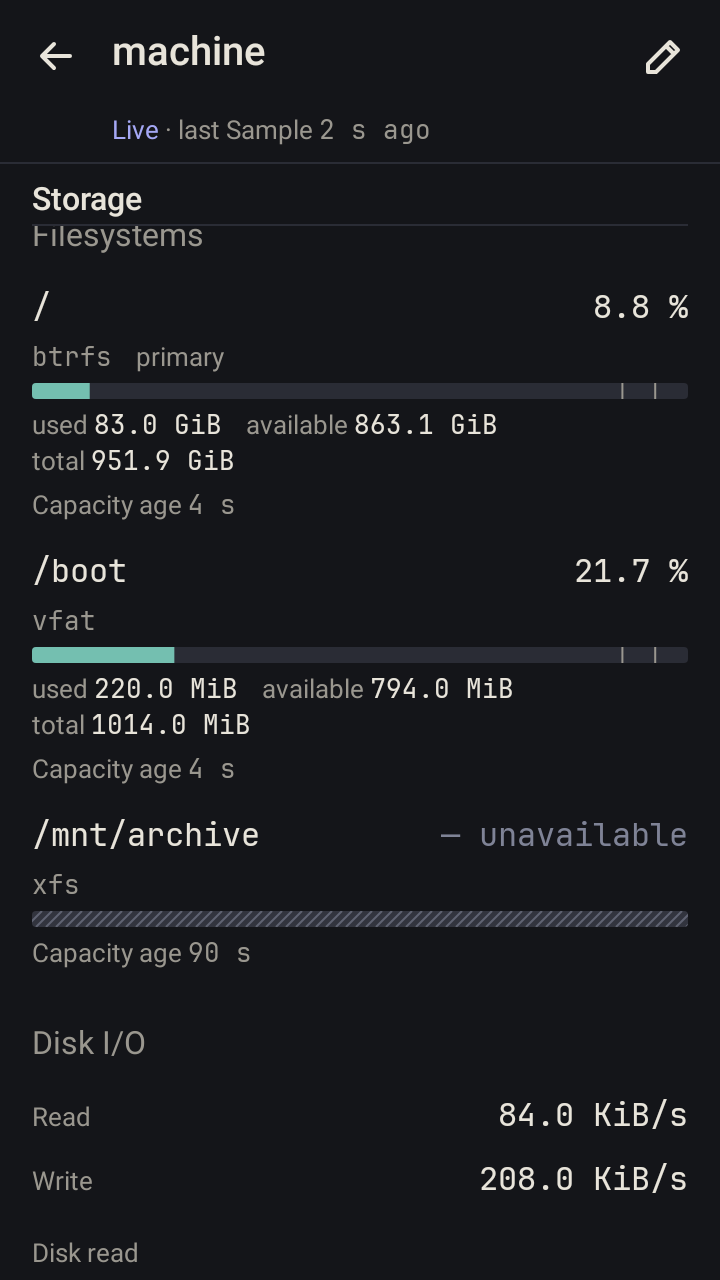 machine
Live · last Sample 2 s ago
Storage
Filesystems
/ 8.8 %
btrfs primary
used 83.0 GiB available 863.1 GiB
total 951.9 GiB
Capacity age 4 s
/boot 21.7 %
vfat
used 220.0 MiB available 794.0 MiB
total 1014.0 MiB
Capacity age 4 s
/mnt/archive — unavailable
xfs
Capacity age 90 s
Disk I/O
Read 84.0 KiB/s
Write 208.0 KiB/s
Disk read